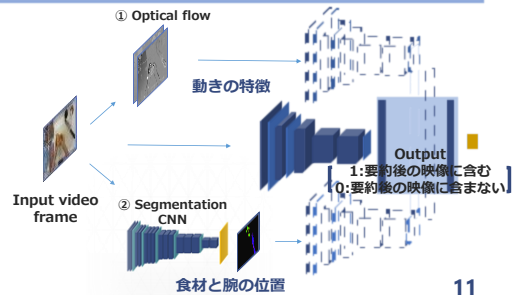 ① Optical flow
動きの特徴
Input video
frame
② Segmentation
CNN
食材と腕の位置
Output
1:要約後の映像に含む
0:要約後の映像に含まない
11